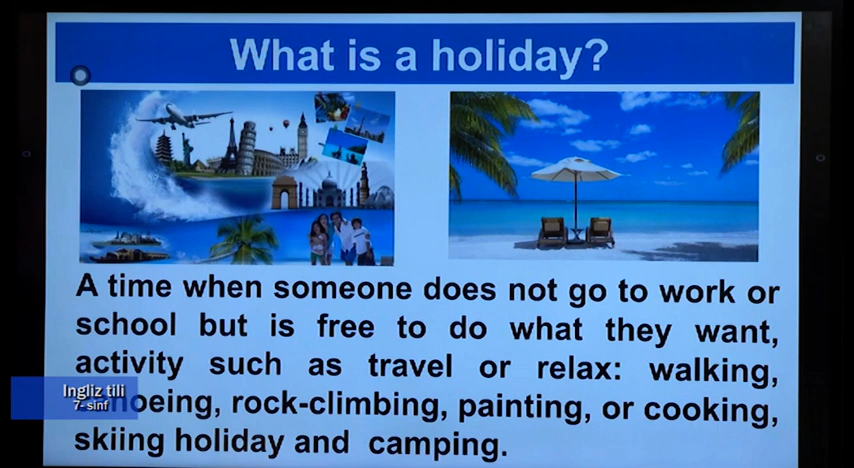 What is a holiday?
A time when someone does not go to work or
school but is free to do what they want,
activity such as travel or relax: walking,
Ingliz tili
7- sinf
rock-climbing, painting, or cooking,
skiing holiday and camping.